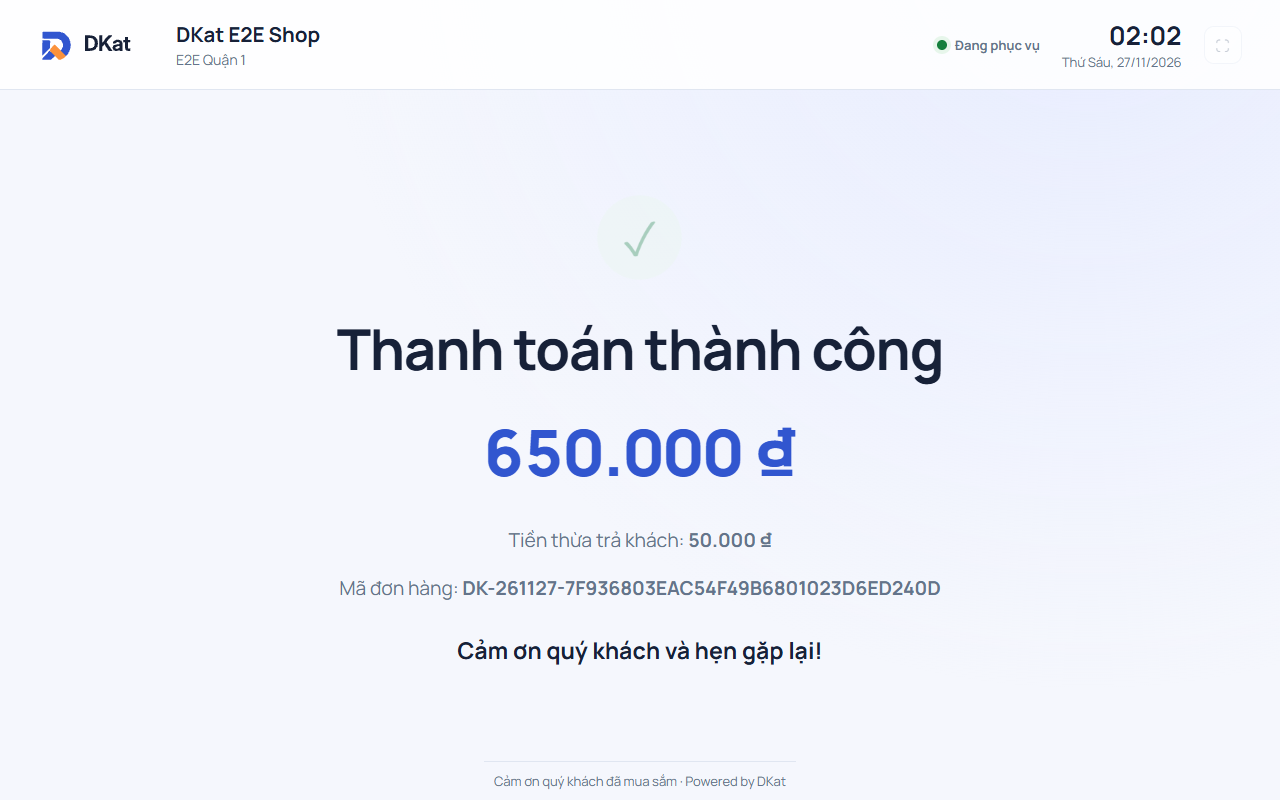 DKat
DKat E2E Shop
E2E Quận 1
Đang phục vụ
02:02
Thứ Sáu, 27/11/2026
Thanh toán thành công
650.000 ₫
Tiền thừa trả khách: 50.000 ₫
Mã đơn hàng: DK-261127-7F936803EAC54F49B6801023D6ED240D
Cảm ơn quý khách và hẹn gặp lại!
Cảm ơn quý khách đã mua sắm · Powered by DKat